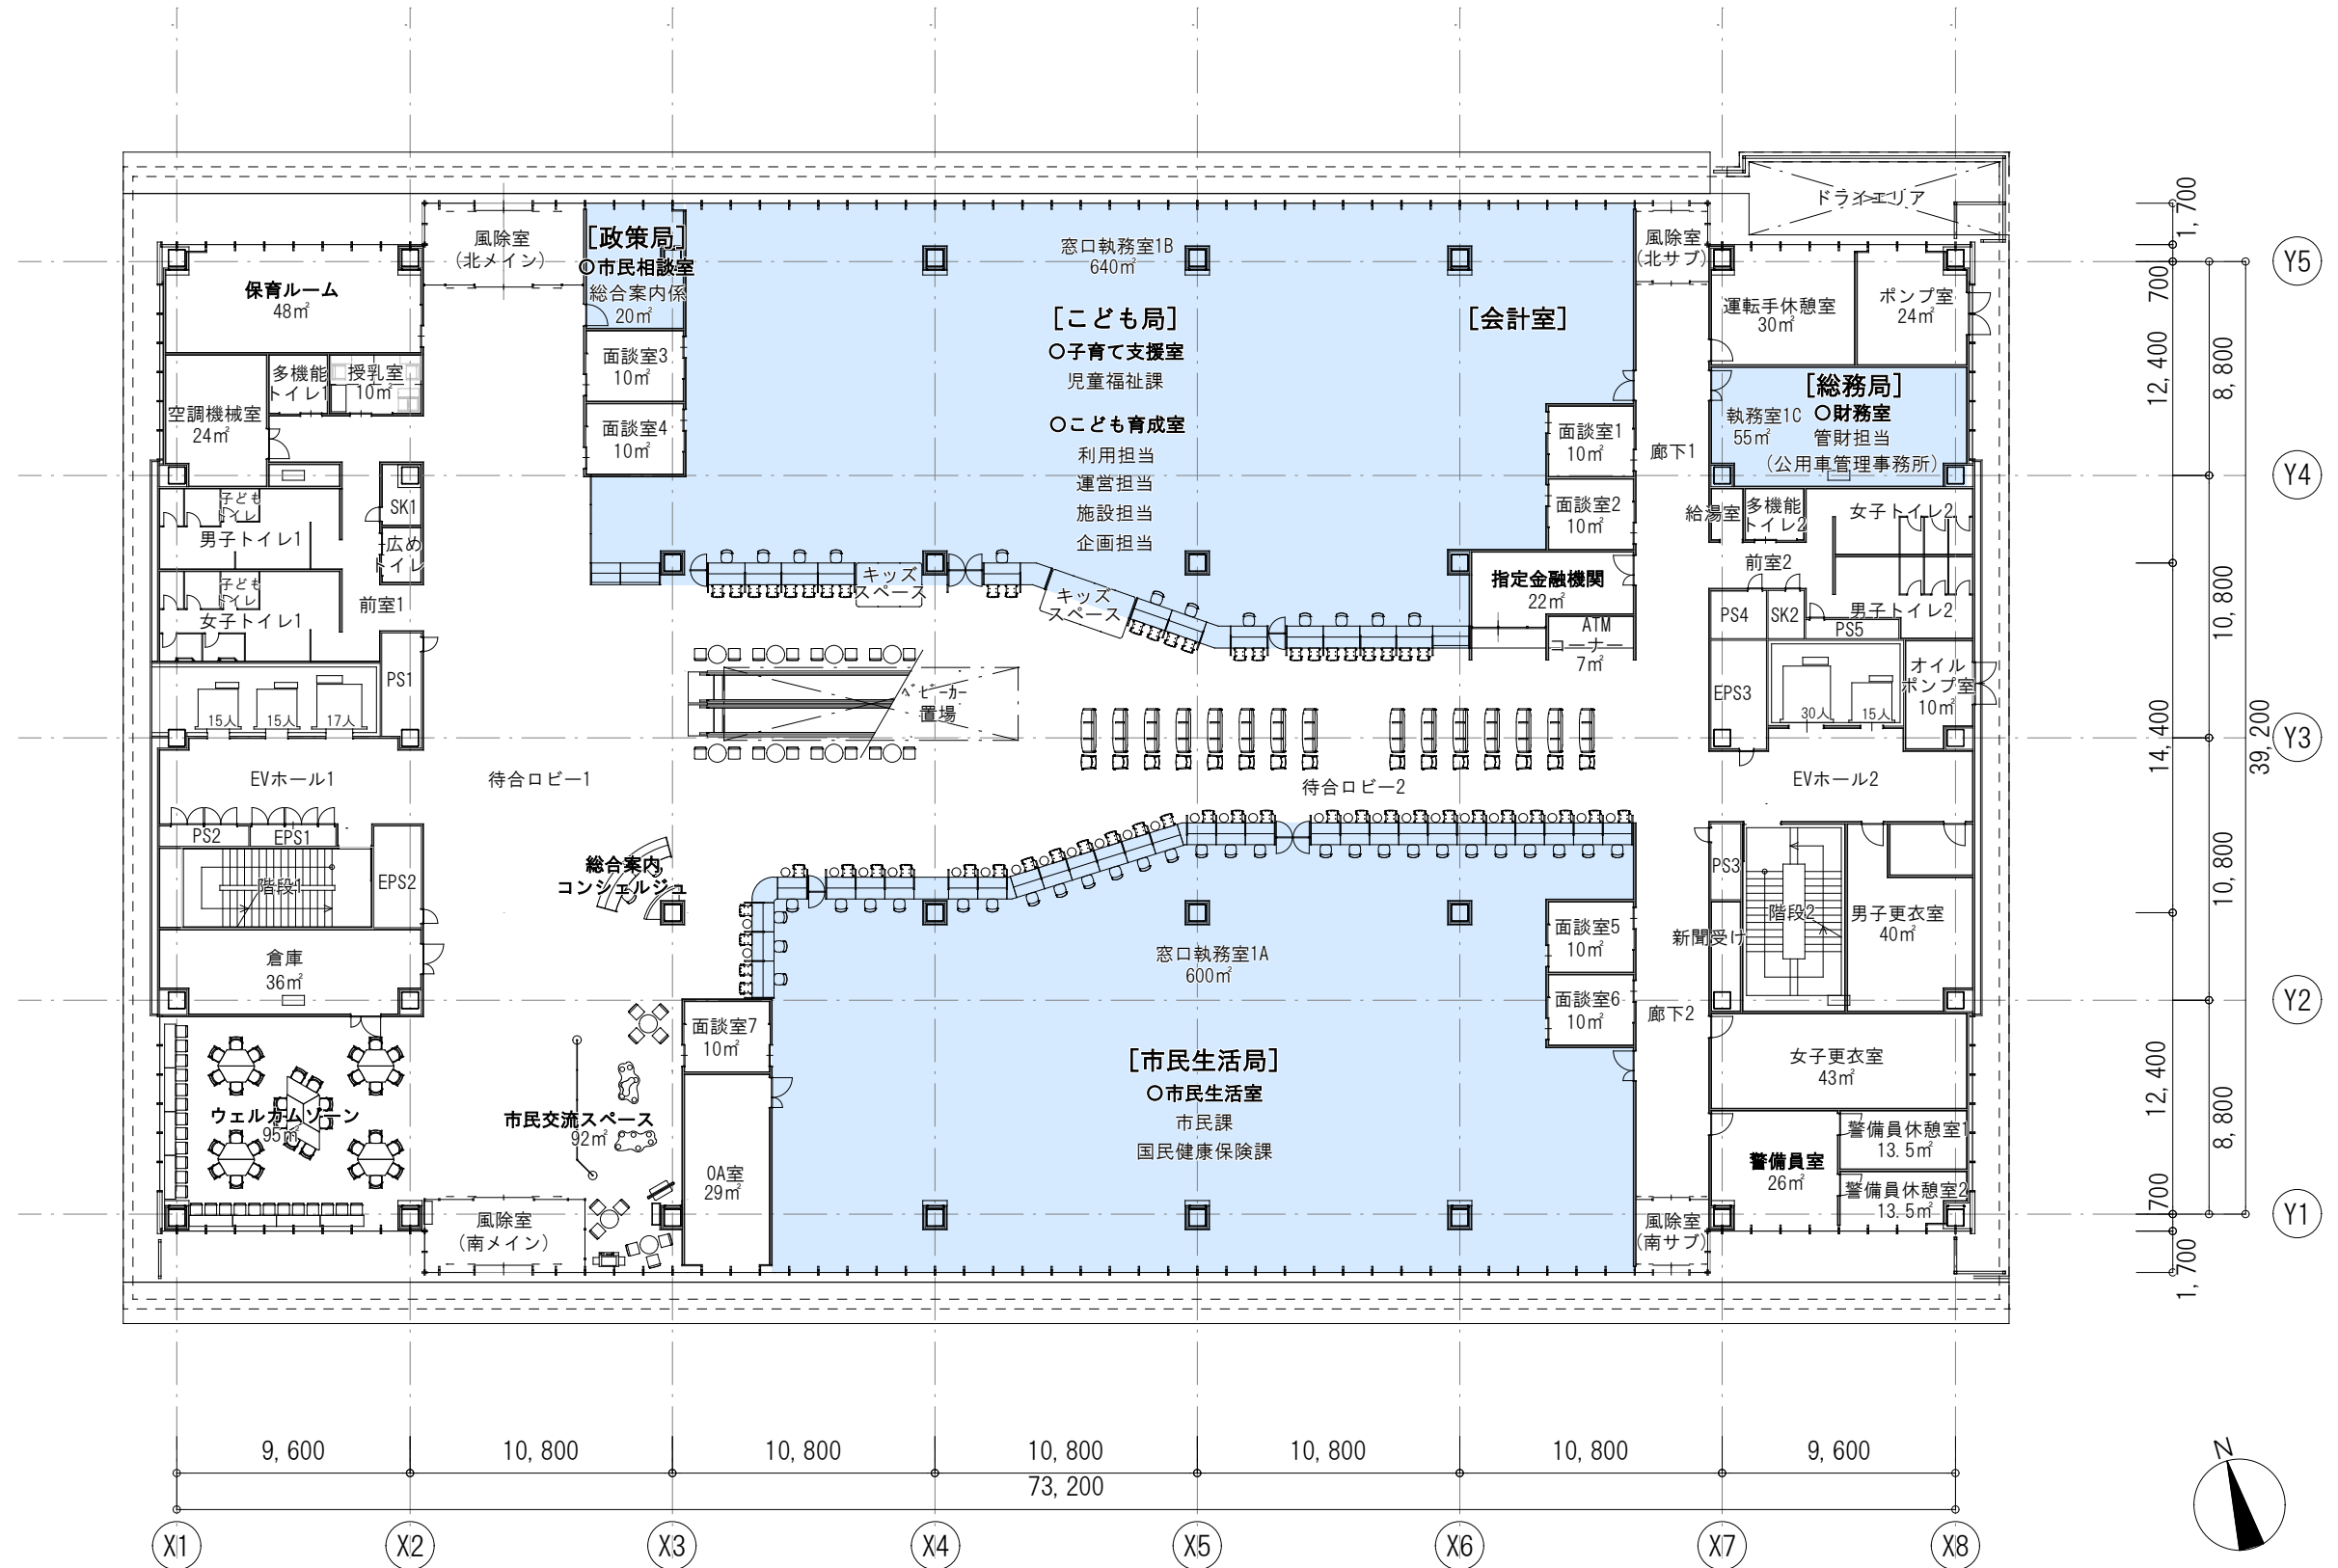 ドライエリア
1,700
700
12,400
14,400
12,400
700
1,700
8,800
10,800
10,800
8,800
39,200
Y5
Y4
Y3
Y2
Y1
風除室
(北メイン)
[政策局]
○市民相談室
総合案内係
20㎡
窓口執務室1B
640㎡
風除室
(北サブ)
保育ルーム
48㎡
[こども局]
○子育て支援室
児童福祉課
○こども育成室
利用担当
運営担当
施設担当
企画担当
[会計室]
運転手休憩室
30㎡
ポンプ室
24㎡
面談室3
10㎡
面談室4
10㎡
多機能
トイレ1
授乳室
10㎡
空調機械室
24㎡
[総務局]
執務室1C
55㎡
○財務室
管財担当
(公用車管理事務所)
面談室1
10㎡
面談室2
10㎡
廊下1
子ども
トイレ
男子トイレ1
SK1
広め
トイレ
子ども
トイレ
女子トイレ1
前室1
給湯室
多機能
トイレ2
女子トイレ2
前室2
男子トイレ2
PS4
SK2
PS5
キッズ
スペース
キッズ
スペース
指定金融機関
22㎡
ATM
コーナー
7㎡
PS1
15人
15人
17人
ベビーカー
置場
EPS3
30人
15人
オイル
ポンプ室
10㎡
EVホール1
待合ロビー1
待合ロビー2
EVホール2
PS2
EPS1
階段1
EPS2
総合案内
コンシェルジュ
PS3
階段2
男子更衣室
40㎡
新聞受け
倉庫
36㎡
窓口執務室1A
600㎡
面談室5
10㎡
面談室6
10㎡
廊下2
面談室7
10㎡
[市民生活局]
○市民生活室
市民課
国民健康保険課
女子更衣室
43㎡
ウェルカムゾーン
95㎡
市民交流スペース
92㎡
OA室
29㎡
警備員室
26㎡
警備員休憩室1
13.5㎡
警備員休憩室2
13.5㎡
風除室
(南メイン)
風除室
(南サブ)
9,600
10,800
10,800
10,800
10,800
10,800
9,600
73,200
X1
X2
X3
X4
X5
X6
X7
X8
N